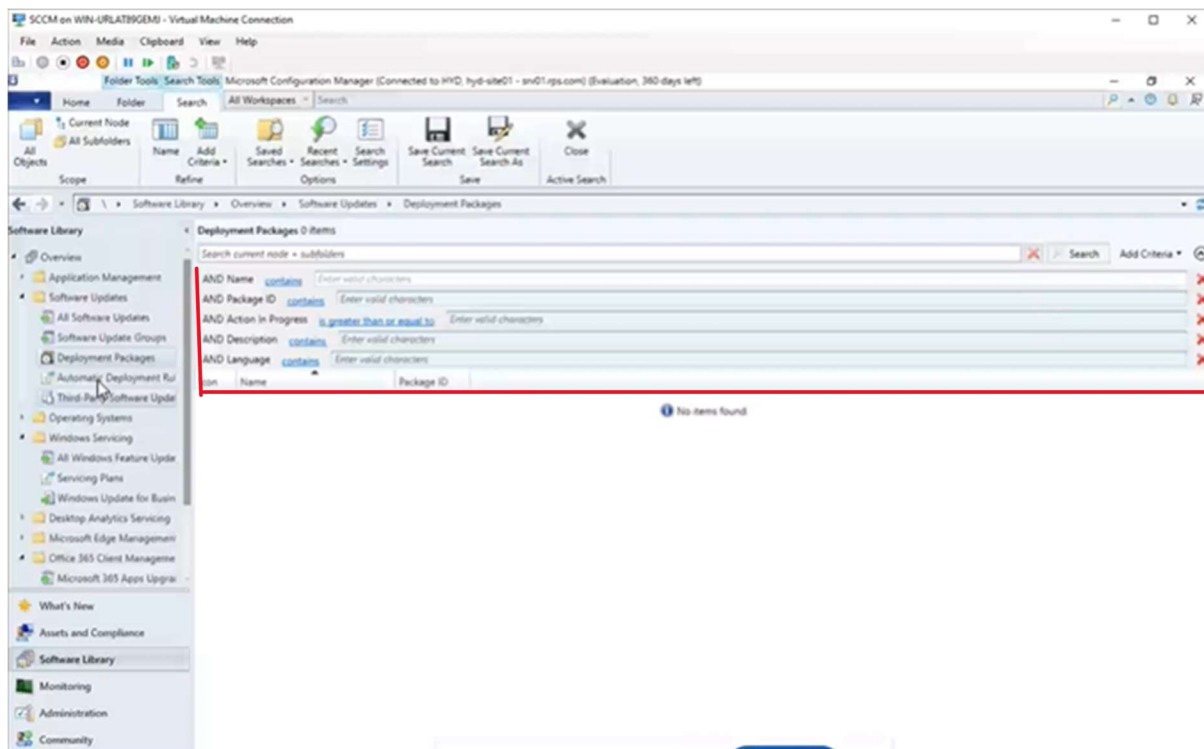 SCCM on WIN-URLAT89GEMJ - Virtual Machine Connection
File Action Media Clipboard View Help
Folder Tools Search Tools Microsoft Configuration Manager (Connected to HYD, hyd-site01 - srv01.rps.com) (Evaluation, 360 days left)
Home Folder Search All Workspaces Search
Current Node
All Subfolders
All Objects
Name
Add Criteria
Saved Searches
Recent Searches
Search Settings
Save Current Search
Save Current Search As
Close
Scope Refine Options Save Active Search
\ Software Library Overview Software Updates Deployment Packages
Software Library
Overview
Application Management
Software Updates
All Software Updates
Software Update Groups
Deployment Packages
Automatic Deployment Ru
Third-Party Software Upda
Operating Systems
Windows Servicing
All Windows Feature Upda
Servicing Plans
Windows Update for Busin
Desktop Analytics Servicing
Microsoft Edge Managemen
Office 365 Client Manageme
Microsoft 365 Apps Upgrad
What's New
Assets and Compliance
Software Library
Monitoring
Administration
Community
Deployment Packages 0 items
Search current node + subfolders Search Add Criteria
AND Name contains Enter valid characters
AND Package ID contains Enter valid characters
AND Action In Progress is greater than or equal to Enter valid characters
AND Description contains Enter valid characters
AND Language contains Enter valid characters
con Name Package ID
No items found